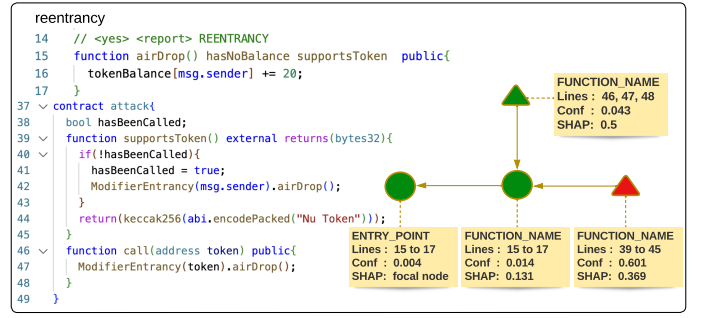 reentrancy
14 // <yes> <report> REENTRANCY
15 function airDrop() hasNoBalance supportsToken public{
16 tokenBalance[msg.sender] += 20;
17 }
37 contract attack{
38 bool hasBeenCalled;
39 function supportsToken() external returns(bytes32){
40 if(!hasBeenCalled){
41 hasBeenCalled = true;
42 ModifierEntrancy(msg.sender).airDrop();
43 }
44 return(keccak256(abi.encodePacked("Nu Token")));
45 }
46 function call(address token) public{
47 ModifierEntrancy(token).airDrop();
48 }
49 }
FUNCTION_NAME
Lines : 46, 47, 48
Conf : 0.043
SHAP: 0.5
ENTRY_POINT
Lines : 15 to 17
Conf : 0.004
SHAP: focal node
FUNCTION_NAME
Lines : 15 to 17
Conf : 0.014
SHAP: 0.131
FUNCTION_NAME
Lines : 39 to 45
Conf : 0.601
SHAP: 0.369